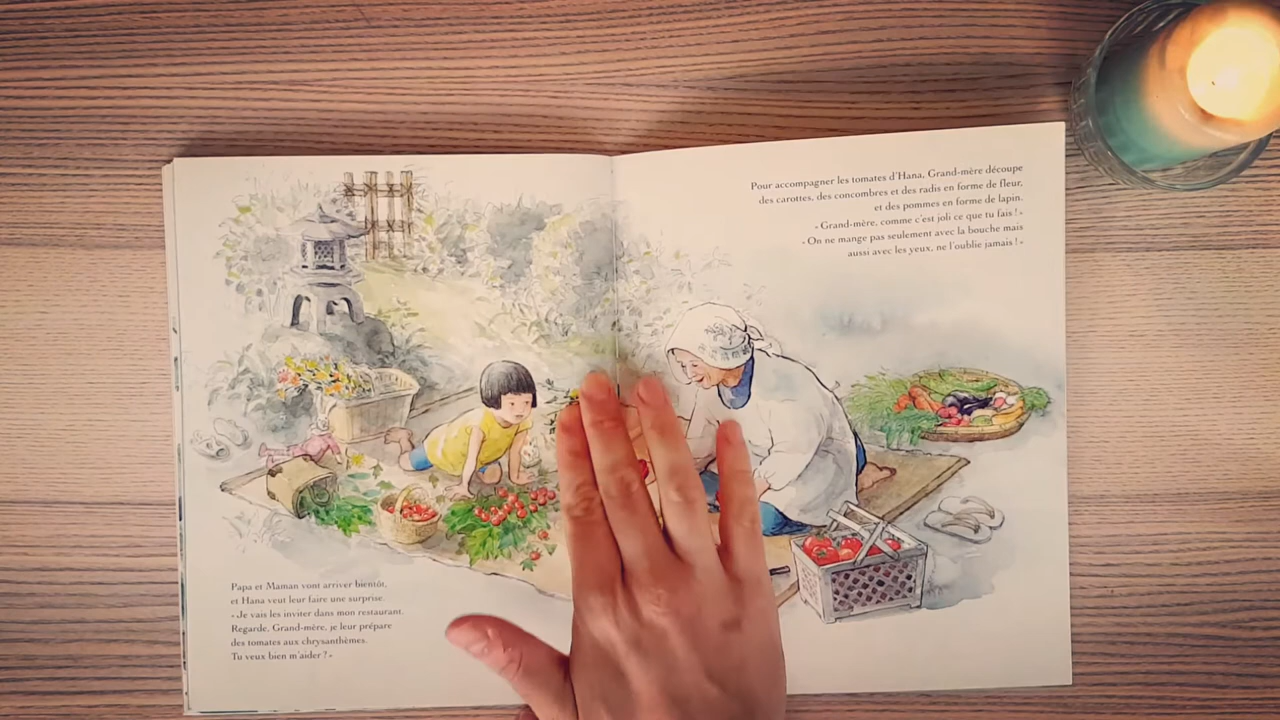 Papa et Maman vont arriver bientôt,
et Hana veut leur faire une surprise.
« Je vais les inviter dans mon restaurant.
Regarde, Grand-mère, je leur prépare
des tomates aux chrysanthèmes.
Tu veux bien m'aider ? »
Pour accompagner les tomates d'Hana, Grand-mère découpe
des carottes, des concombres et des radis en forme de fleur,
et des pommes en forme de lapin.
« Grand-mère, comme c'est joli ce que tu fais ! »
« On ne mange pas seulement avec la bouche mais
aussi avec les yeux, ne l'oublie jamais ! »